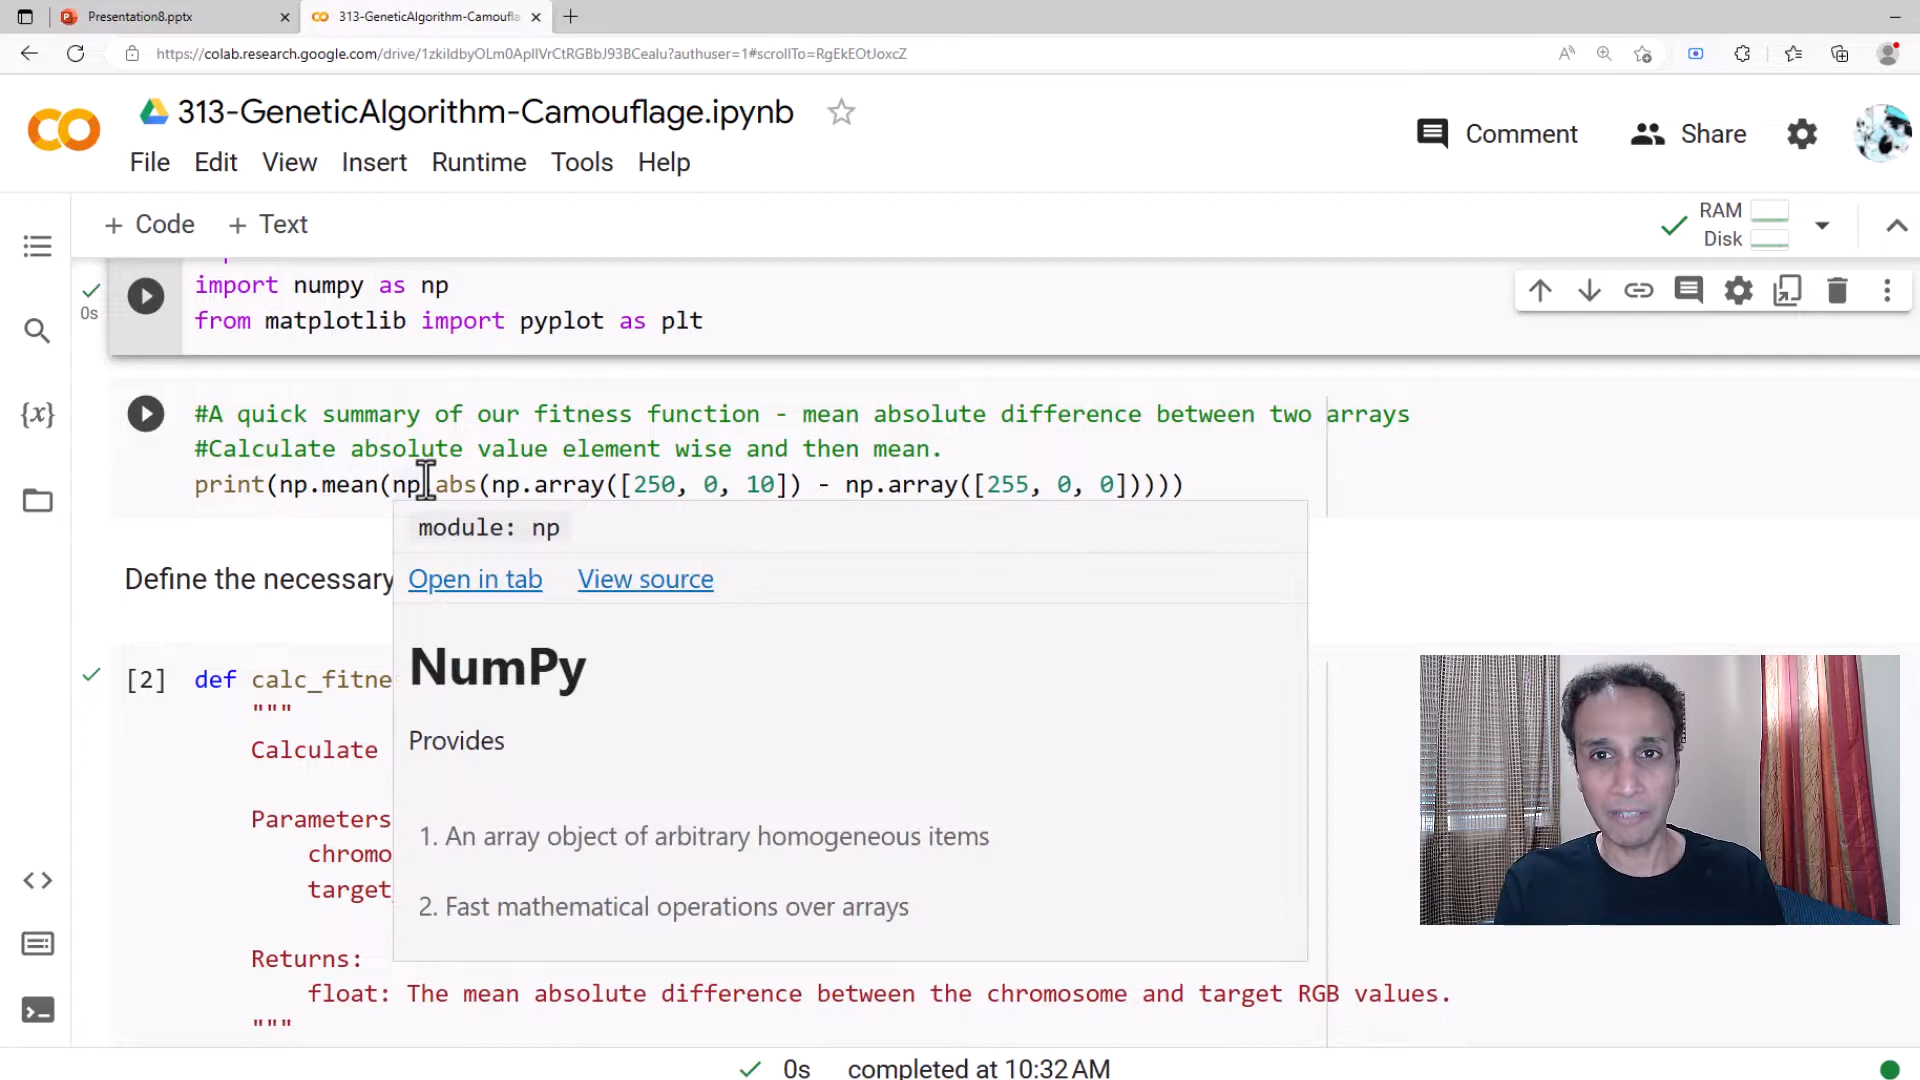 Presentation8.pptx
313-GeneticAlgorithm-Camoufla
https://colab.research.google.com/drive/1zkildbyOLm0ApIlVrCtRGBbJ93BCealu?authuser=1#scrollTo=RgEkEOtJoxcZ
313-GeneticAlgorithm-Camouflage.ipynb
Comment
Share
File Edit View Insert Runtime Tools Help
+ Code + Text
RAM
Disk
0s
import numpy as np
from matplotlib import pyplot as plt
#A quick summary of our fitness function - mean absolute difference between two arrays
#Calculate absolute value element wise and then mean.
print(np.mean(np.abs(np.array([250, 0, 10]) - np.array([255, 0, 0]))))
module: np
Define the necessary
Open in tab View source
NumPy
[2] def calc_fitne
"""
Provides
Calculate
Parameters
1. An array object of arbitrary homogeneous items
chromo
target_
2. Fast mathematical operations over arrays
Returns:
float: The mean absolute difference between the chromosome and target RGB values.
"""
0s completed at 10:32 AM